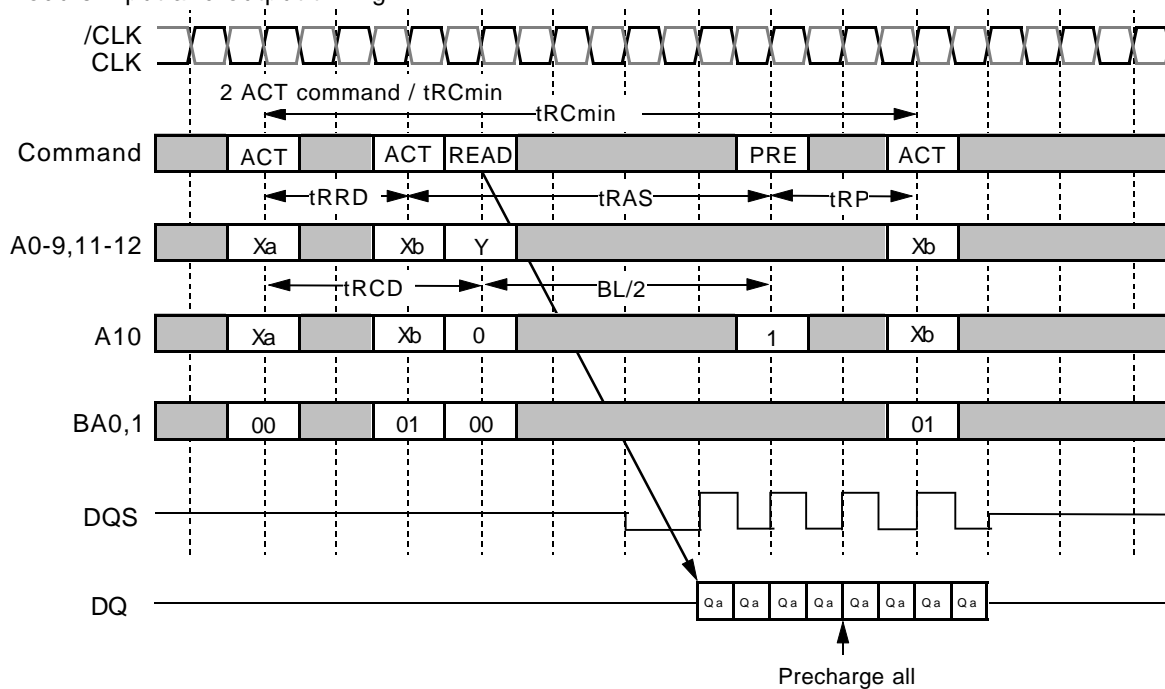 /CLK
CLK
2 ACT command / tRCmin
tRCmin
Command ACT ACT READ PRE ACT
tRRD tRAS tRP
A0-9,11-12 Xa Xb Y Xb
tRCD BL/2
A10 Xa Xb 0 1 Xb
BA0,1 00 01 00 01
DQS
DQ Qa Qa Qa Qa Qa Qa Qa Qa
Precharge all